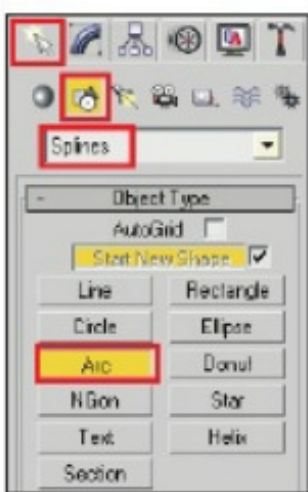 Splines
- Object Type
AutoGrid
Start New Shape
Line Rectangle
Circle Ellipse
Arc Donut
NGon Star
Text Helix
Section